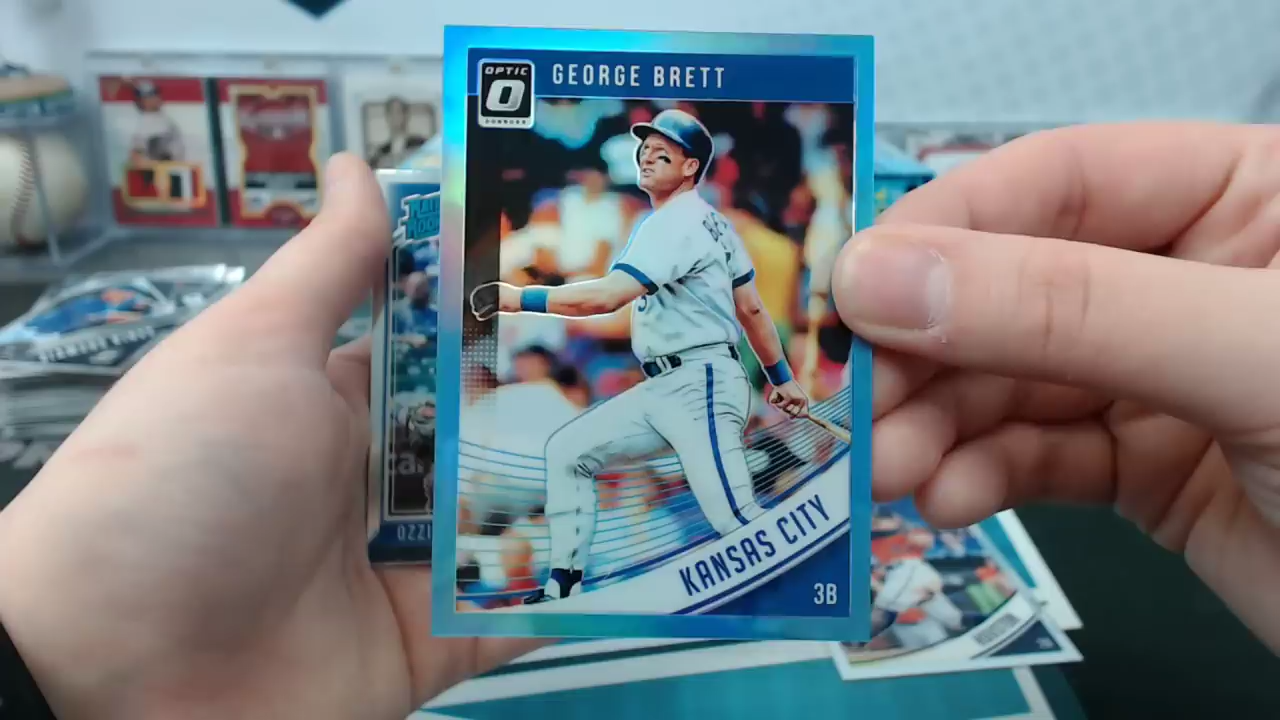 OPTIC
DONRUSS
GEORGE BRETT
KANSAS CITY
3B
OZZI